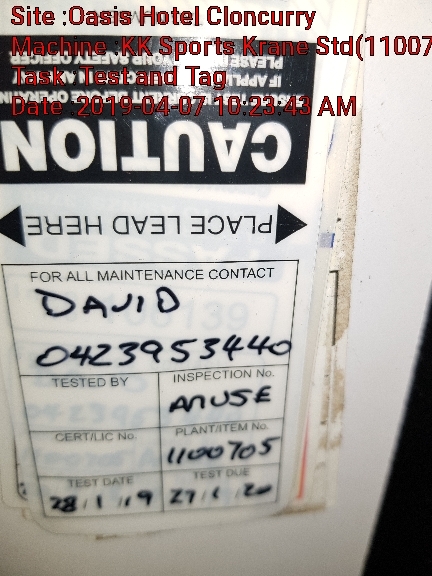 Site :Oasis Hotel Cloncurry
Machine :KK Sports Krane Std(11007
Task :Test and Tag
Date :2019-04-07 10:23:43 AM
CAUTION
PLACE LEAD HERE
FOR ALL MAINTENANCE CONTACT
DAVID
0423953440
TESTED BY
INSPECTION No.
AMUSE
CERT/LIC No.
PLANT/ITEM No.
1100705
TEST DATE
TEST DUE
28/1/19
27/1/20